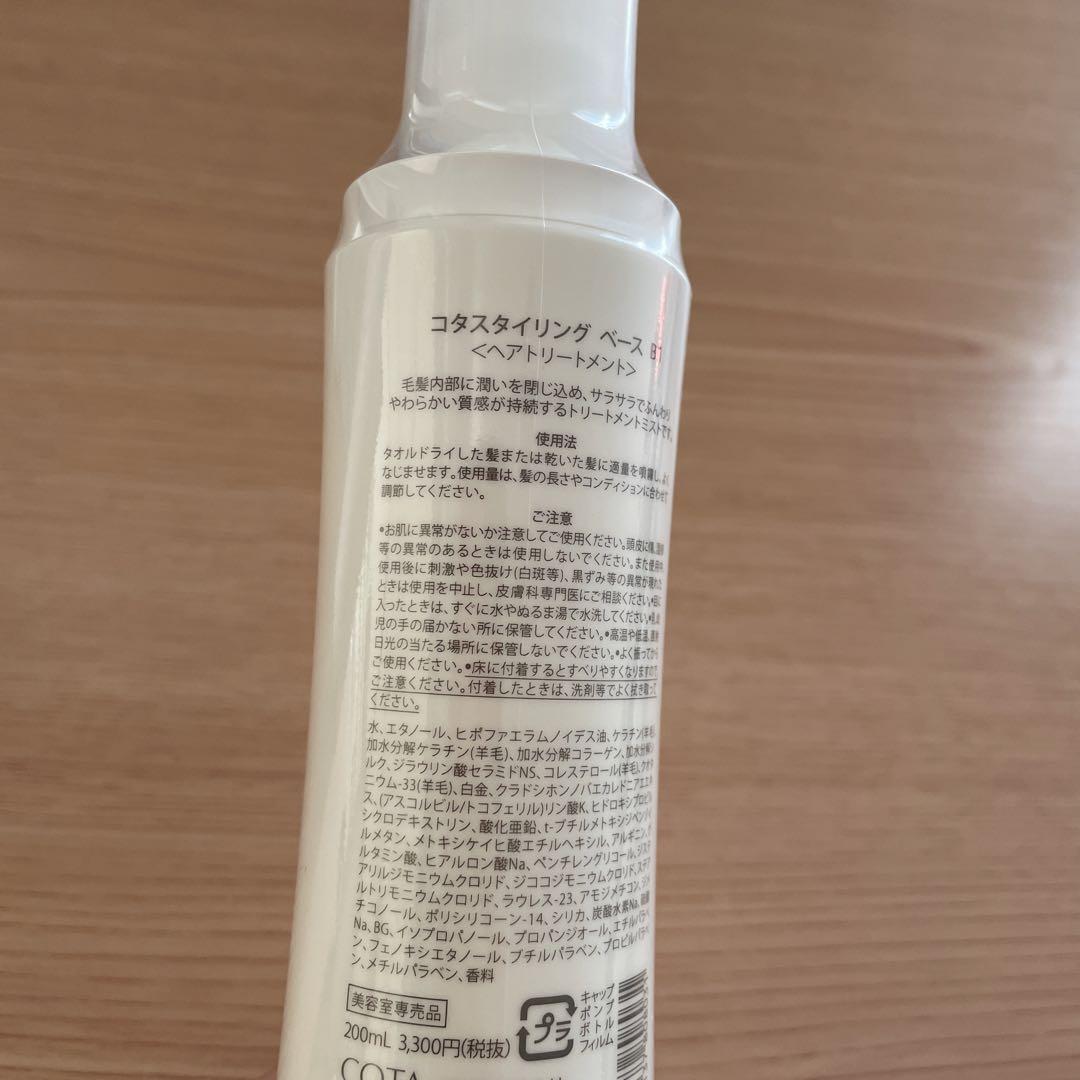 コタスタイリング ベース B1
<ヘアトリートメント>
毛髪内部に潤いを閉じ込め、サラサラでふんわり
やわらかい質感が持続するトリートメントミストです。
使用法
タオルドライした髪または乾いた髪に適量を噴霧し、よく
なじませます。使用量は、髪の長さやコンディションに合わせて
調節してください。
ご注意
●お肌に異常がないか注意してご使用ください。頭皮に
等の異常のあるときは使用しないでください。また使用中、
使用後に刺激や色抜け(白斑等)、黒ずみ等の異常が現れた
ときは使用を中止し、皮膚科専門医にご相談ください。●目に
入ったときは、すぐに水やぬるま湯で水洗してください。
児の手の届かない所に保管してください。●高温や低温、
日光の当たる場所に保管しないでください。●よく振ってから
ご使用ください。●床に付着するとすべりやすくなりますので
ご注意ください。付着したときは、洗剤等でよく拭き取って
ください。
水、エタノール、ヒポファエラムノイデス油、ケラチン(羊毛)、
加水分解ケラチン(羊毛)、加水分解コラーゲン、加水分解シ
ルク、ジラウリン酸セラミドNS、コレステロール(羊毛)、クオタ
ニウム-33(羊毛)、白金、クラドシホンノバエカレドニアエエキ
ス、(アスコルビル/トコフェリル)リン酸K、ヒドロキシプロピル
シクロデキストリン、酸化亜鉛、t-ブチルメトキシジベンゾイ
ルメタン、メトキシケイヒ酸エチルヘキシル、アルギニン、グ
ルタミン酸、ヒアルロン酸Na、ペンチレングリコール、ジステ
アリルジモニウムクロリド、ジココジモニウムクロリド、ステア
ルトリモニウムクロリド、ラウレス-23、アモジメチコン、ジメ
チコノール、ポリシリコーン-14、シリカ、炭酸水素Na、
Na、BG、イソプロパノール、プロパンジオール、エチルパラベ
ン、フェノキシエタノール、ブチルパラベン、プロピルパラベ
ン、メチルパラベン、香料
美容室専売品
200mL 3,300円(税抜)
プラ
キャップ
ポンプ
ボトル
フィルム
COTA